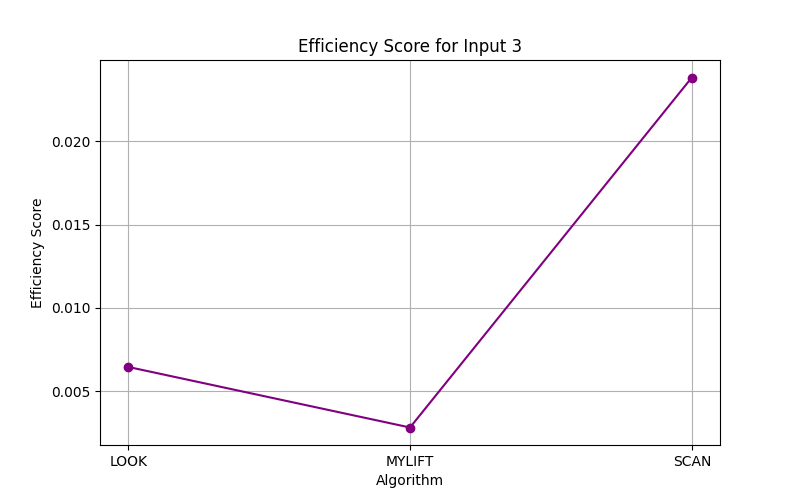 Efficiency Score for Input 3
0.020
0.015
0.010
0.005
Efficiency Score
LOOK MYLIFT SCAN
Algorithm